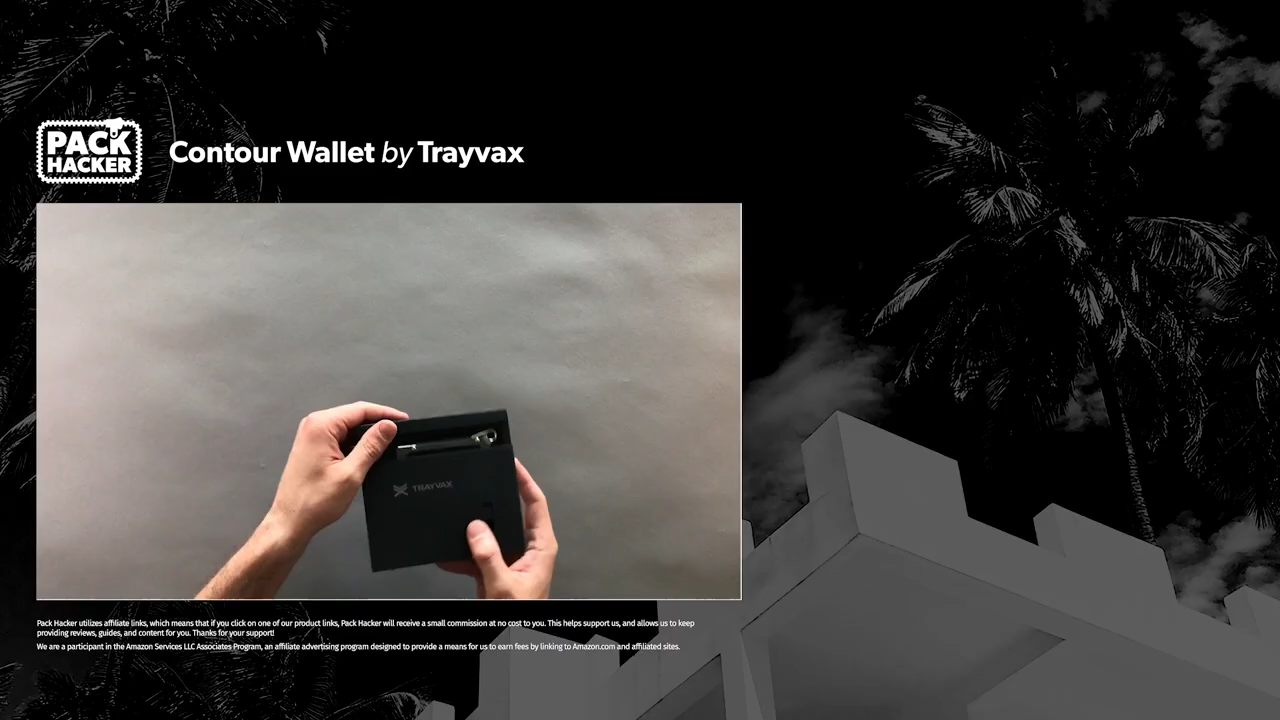 PACK
HACKER
Contour Wallet by Trayvax
TRAYVAX
Pack Hacker utilizes affiliate links, which means that if you click on one of our product links, Pack Hacker will receive a small commission at no cost to you. This helps support us, and allows us to keep
providing reviews, guides, and content for you. Thanks for your support!
We are a participant in the Amazon Services LLC Associates Program, an affiliate advertising program designed to provide a means for us to earn fees by linking to Amazon.com and affiliated sites.